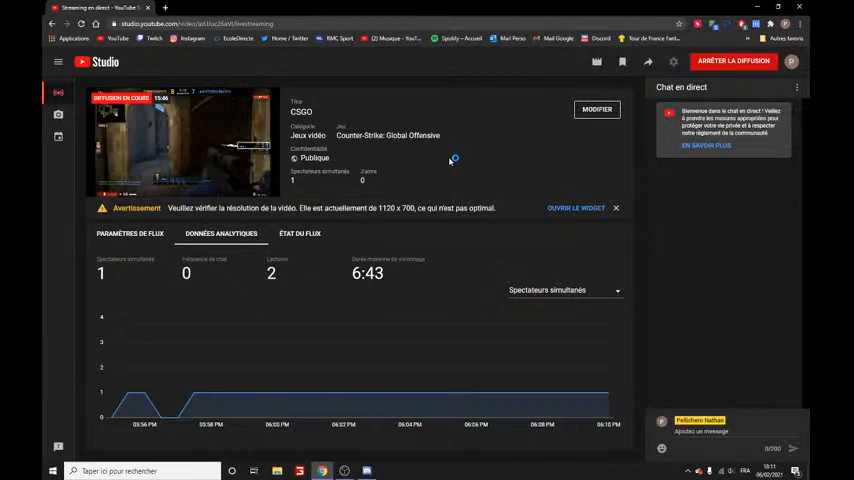 Streaming en direct - YouTube S
studio.youtube.com/video/
/livestreaming
Applications YouTube Twitch Instagram EcoleDirecte Home / Twitter RMC Sport (2) Musique - YouT... Spotify – Accueil Mail Perso Mail Google Discord Tour de France Fant... Autres favoris
Studio
ARRÊTER LA DIFFUSION
P
DIFFUSION EN COURS 15:46
8 7
Titre
CSGO
MODIFIER
Catégorie Jeu
Jeux vidéo Counter-Strike: Global Offensive
Confidentialité
Publique
Spectateurs simultanés J'aime
1 0
Avertissement Veuillez vérifier la résolution de la vidéo. Elle est actuellement de 1120 x 700, ce qui n'est pas optimal. OUVRIR LE WIDGET
PARAMÈTRES DE FLUX DONNÉES ANALYTIQUES ÉTAT DU FLUX
Spectateurs simultanés Fréquence de chat Lectures Durée moyenne de visionnage
1 0 2 6:43
Spectateurs simultanés
4
3
2
1
0
05:56 PM 05:58 PM 06:00 PM 06:02 PM 06:04 PM 06:06 PM 06:08 PM 06:10 PM
Chat en direct
Bienvenue dans le chat en direct ! Veillez
à prendre les mesures appropriées pour
protéger votre vie privée et à respecter
notre règlement de la communauté.
EN SAVOIR PLUS
P Pellichero Nathan
Ajoutez un message
0/200
Taper ici pour rechercher
FRA
18:11
06/02/2021